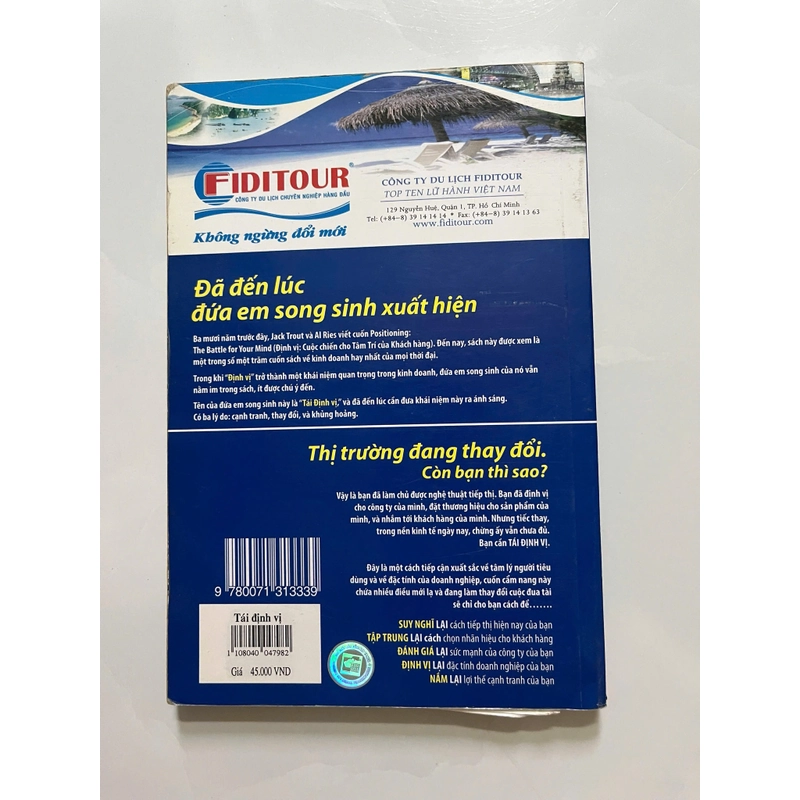 FIDITOUR®
CÔNG TY DU LỊCH CHUYÊN NGHIỆP HÀNG ĐẦU
Không ngừng đổi mới
CÔNG TY DU LỊCH FIDITOUR
TOP TEN LỮ HÀNH VIỆT NAM
129 Nguyễn Huệ, Quận 1, TP. Hồ Chí Minh
Tel: (+84-8) 39 14 14 14 * Fax: (+84-8) 39 14 13 63
www.fiditour.com
Đã đến lúc
đứa em song sinh xuất hiện
Ba mươi năm trước đây, Jack Trout và Al Ries viết cuốn Positioning:
The Battle for Your Mind (Định vị: Cuộc chiến cho Tâm Trí của Khách hàng). Đến nay, sách này được xem là
một trong số một trăm cuốn sách về kinh doanh hay nhất của mọi thời đại.
Trong khi “Định vị” trở thành một khái niệm quan trọng trong kinh doanh, đứa em song sinh của nó vẫn
nằm im trong sách, ít được chú ý đến.
Tên của đứa em song sinh này là “Tái Định vị,” và đã đến lúc cần đưa khái niệm này ra ánh sáng.
Có ba lý do: cạnh tranh, thay đổi, và khủng hoảng.
Thị trường đang thay đổi.
Còn bạn thì sao?
Vậy là bạn đã làm chủ được nghệ thuật tiếp thị. Bạn đã định vị
cho công ty của mình, đặt thương hiệu cho sản phẩm của
mình, và nhắm tới khách hàng của mình. Nhưng tiếc thay,
trong nền kinh tế ngày nay, chừng ấy vẫn chưa đủ.
Bạn cần TÁI ĐỊNH VỊ.
Đây là một cách tiếp cận xuất sắc về tâm lý người tiêu
dùng và về đặc tính của doanh nghiệp, cuốn cẩm nang này
chứa nhiều điều mới lạ và đang làm thay đổi cuộc đua tài
sẽ chỉ cho bạn cách để.......
SUY NGHĨ LẠI cách tiếp thị hiện nay của bạn
TẬP TRUNG LẠI cách chọn nhãn hiệu cho khách hàng
ĐÁNH GIÁ LẠI sức mạnh của công ty của bạn
ĐỊNH VỊ LẠI đặc tính doanh nghiệp của bạn
NẮM LẠI lợi thế cạnh tranh của bạn
9 780071 313339
Tái định vị
1 108040 047982
Giá 45.000 VND